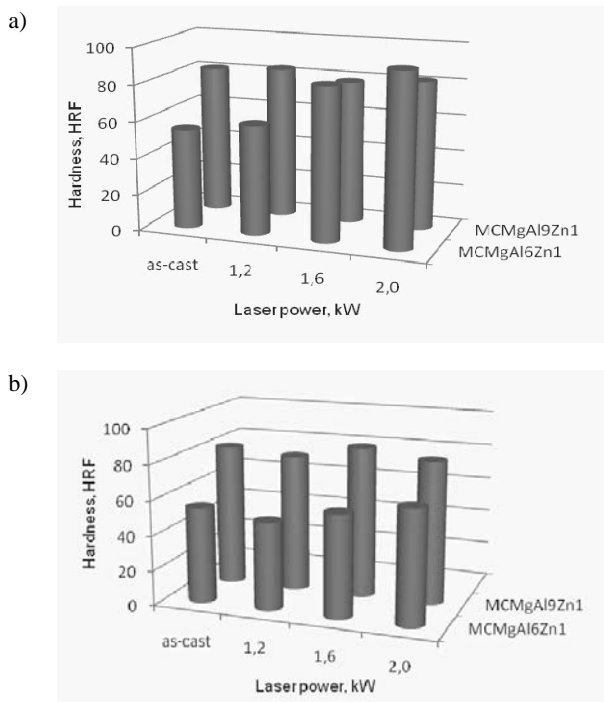 a)
100
80
60
40
20
0
Hardness, HRF
as-cast
1,2
1,6
2,0
MCMgAl9Zn1
MCMgAl6Zn1
Laser power, kW
b)
100
80
60
40
20
0
Hardness, HRF
as-cast
1,2
1,6
2,0
MCMgAl9Zn1
MCMgAl6Zn1
Laser power, kW